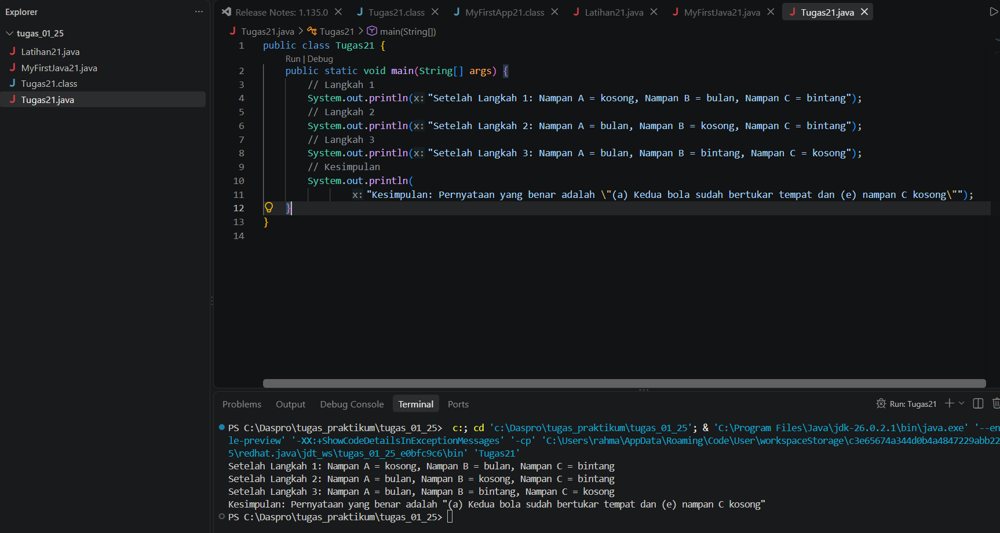 Explorer
tugas_01_25
Latihan21.java
MyFirstJava21.java
Tugas21.class
Tugas21.java
Release Notes: 1.135.0
Tugas21.class
MyFirstApp21.class
Latihan21.java
MyFirstJava21.java
Tugas21.java
Tugas21.java > Tugas21 > main(String[])
1 public class Tugas21 {
Run | Debug
2 public static void main(String[] args) {
3 // Langkah 1
4 System.out.println(x: "Setelah Langkah 1: Nampan A = kosong, Nampan B = bulan, Nampan C = bintang");
5 // Langkah 2
6 System.out.println(x: "Setelah Langkah 2: Nampan A = bulan, Nampan B = kosong, Nampan C = bintang");
7 // Langkah 3
8 System.out.println(x: "Setelah Langkah 3: Nampan A = bulan, Nampan B = bintang, Nampan C = kosong");
9 // Kesimpulan
10 System.out.println(
11 x: "Kesimpulan: Pernyataan yang benar adalah \"(a) Kedua bola sudah bertukar tempat dan (e) nampan C kosong\"");
12 }
13 }
14
Problems Output Debug Console Terminal Ports
Run: Tugas21
PS C:\Daspro\tugas_praktikum\tugas_01_25> c:; cd 'c:\Daspro\tugas_praktikum\tugas_01_25'; & 'C:\Program Files\Java\jdk-26.0.2.1\bin\java.exe' '--en
le-preview' '-XX:+ShowCodeDetailsInExceptionMessages' '-cp' 'C:\Users\rahma\AppData\Roaming\Code\User\workspaceStorage\c3e65674a344d0b4a4847229abb22
5\redhat.java\jdt_ws\tugas_01_25_e0bfc9c6\bin' 'Tugas21'
Setelah Langkah 1: Nampan A = kosong, Nampan B = bulan, Nampan C = bintang
Setelah Langkah 2: Nampan A = bulan, Nampan B = kosong, Nampan C = bintang
Setelah Langkah 3: Nampan A = bulan, Nampan B = bintang, Nampan C = kosong
Kesimpulan: Pernyataan yang benar adalah "(a) Kedua bola sudah bertukar tempat dan (e) nampan C kosong"
PS C:\Daspro\tugas_praktikum\tugas_01_25>